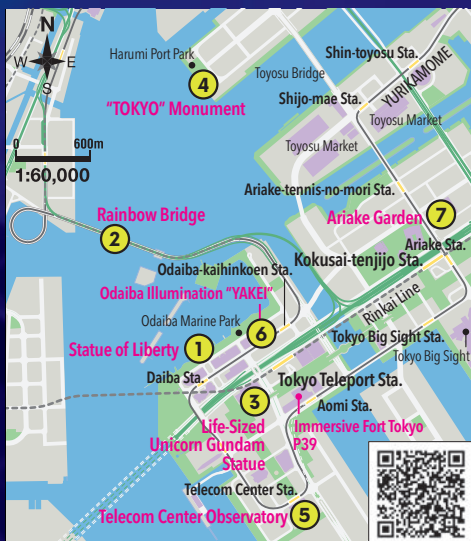 N
W
E
S
0
600m
1:60,000
Harumi Port Park
4
"TOKYO" Monument
Toyosu Bridge
Shin-toyosu Sta.
YURIKAMOME
Shijo-mae Sta.
Toyosu Market
Toyosu Market
Ariake-tennis-no-mori Sta.
Rainbow Bridge
2
7
Ariake Garden
Ariake Sta.
Kokusai-tenjijo Sta.
Odaiba-kaihinkoen Sta.
Odaiba Illumination "YAKEI"
Rinkai Line
Odaiba Marine Park
6
Tokyo Big Sight Sta.
Tokyo Big Sight
Statue of Liberty
1
Daiba Sta.
Tokyo Teleport Sta.
3
Aomi Sta.
Life-Sized
Unicorn Gundam
Statue
Immersive Fort Tokyo
P39
Telecom Center Sta.
Telecom Center Observatory
5